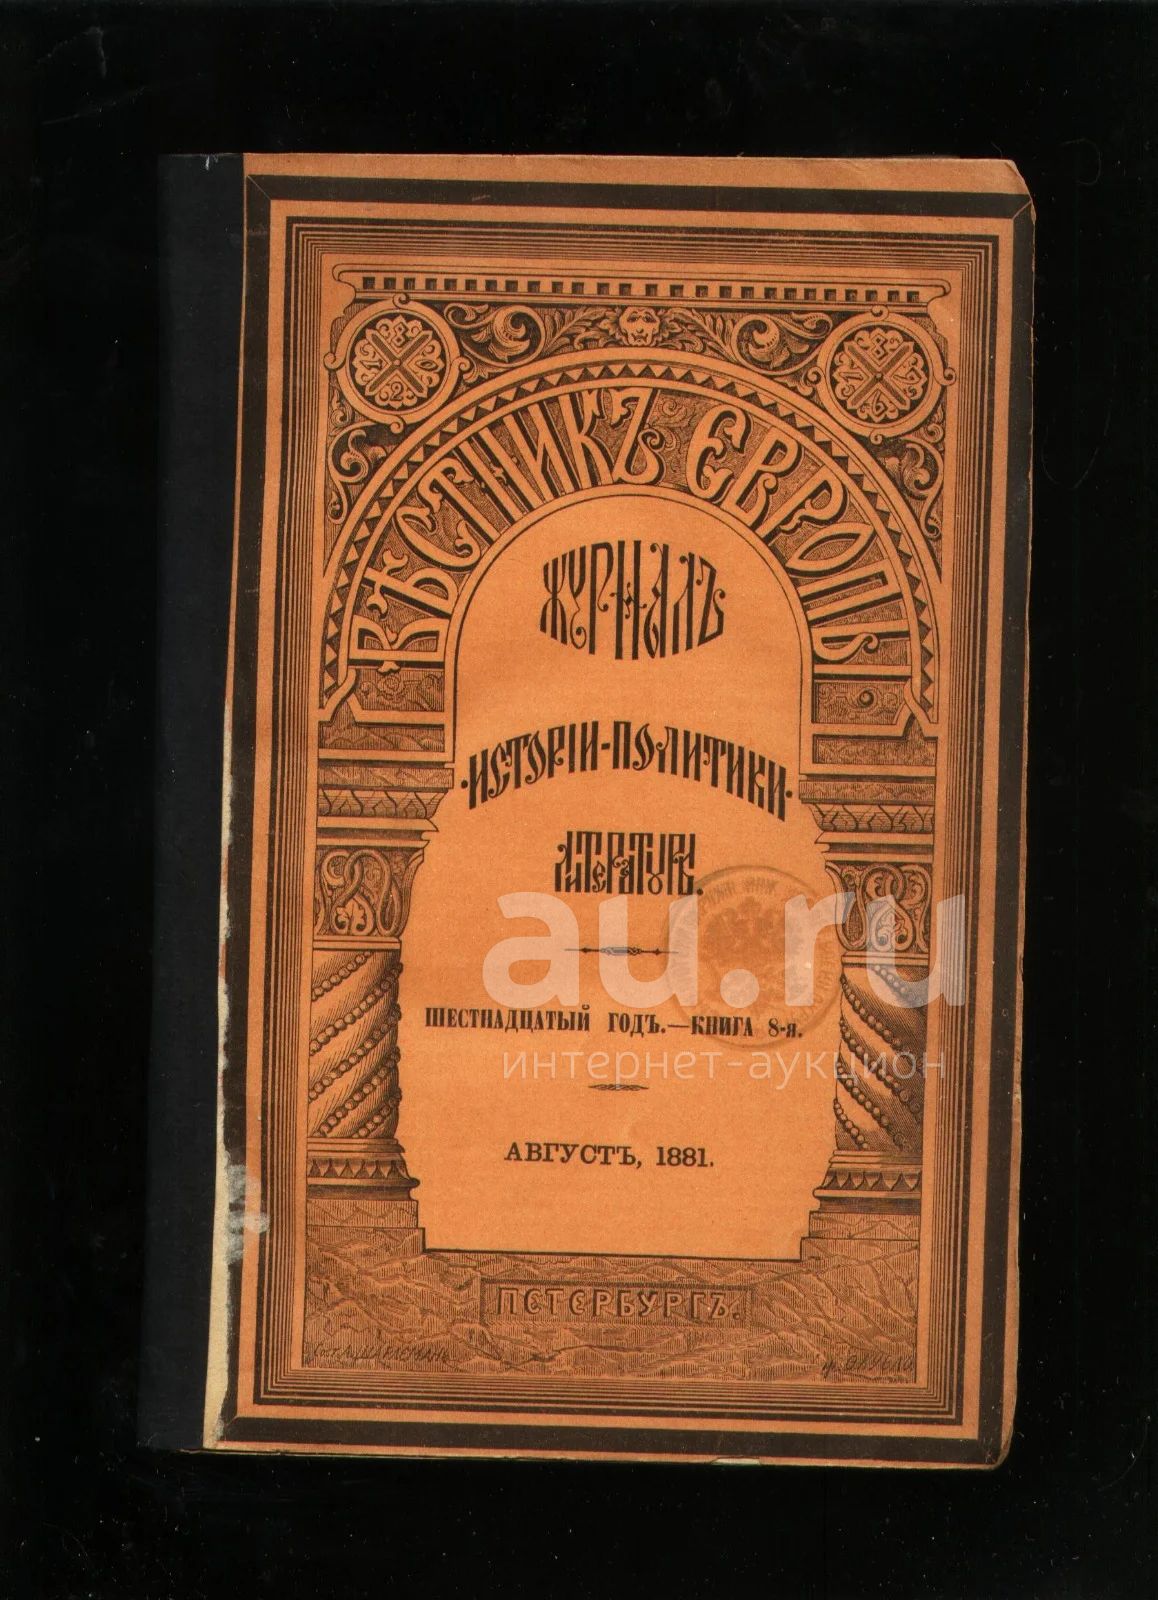 ВѢСТНИКЪ ЕВРОПЫ
ЖУРНАЛЪ
·ИСТОРІИ-ПОЛИТИКИ·
ЛИТЕРАТУРЫ.
au.ru
ШЕСТНАДЦАТЫЙ ГОДЪ.—КНИГА 8-я.
интернет-аукцион
АВГУСТЪ, 1881.
ПЕТЕРБУРГЪ.